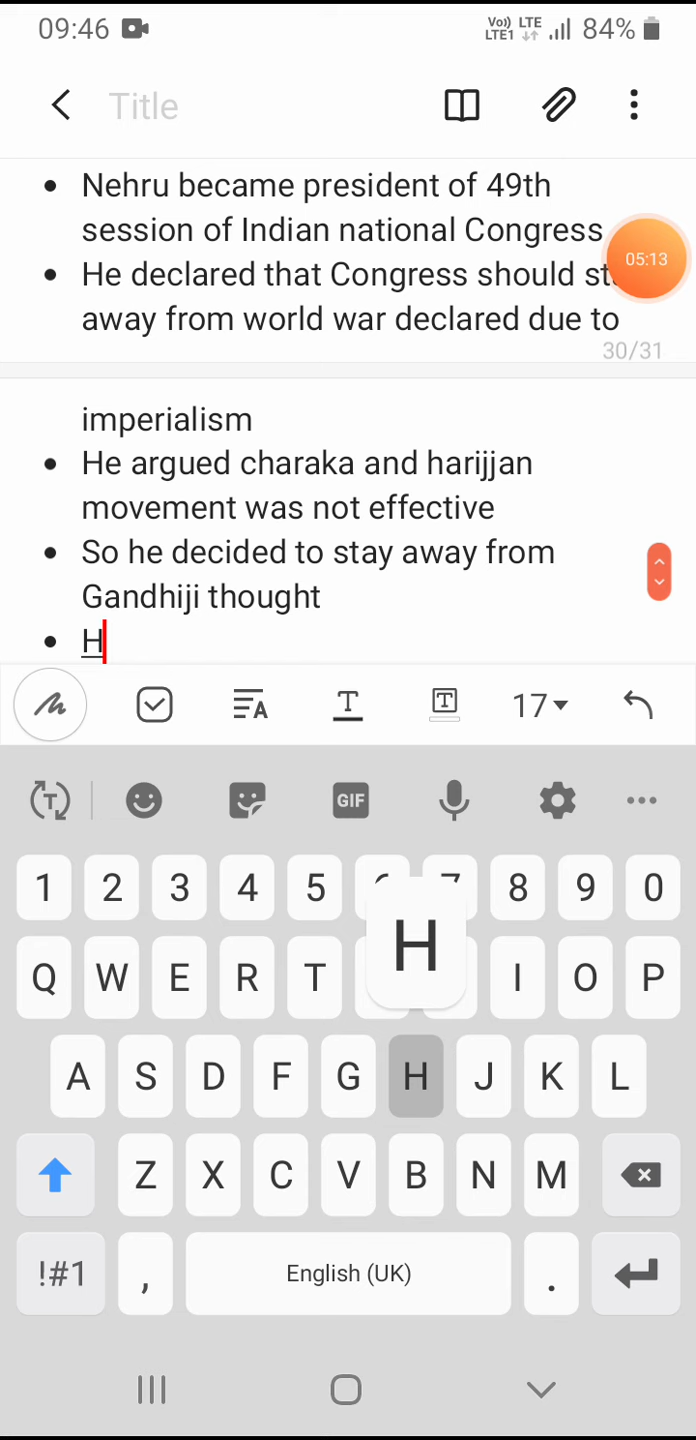 09:46 Vo)) LTE LTE1 84%
Title
Nehru became president of 49th
session of Indian national Congress
05:13
He declared that Congress should st
away from world war declared due to
30/31
imperialism
He argued charaka and harijjan
movement was not effective
So he decided to stay away from
Gandhiji thought
H
T 17
GIF
1 2 3 4 5 8 9 0
H
Q W E R T I O P
A S D F G H J K L
Z X C V B N M
!#1 , English (UK) .